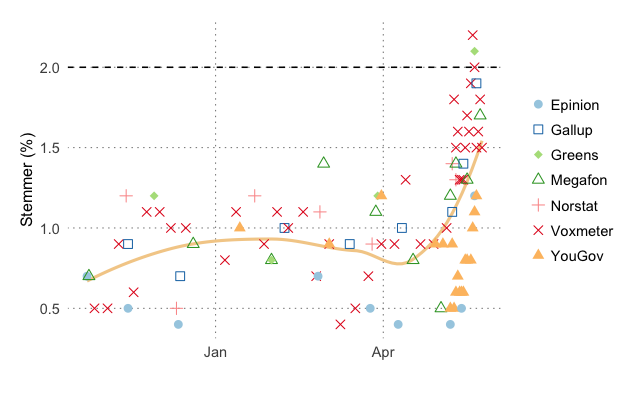 Stemmer (%)
2.0
1.5
1.0
0.5
Jan
Apr
Epinion
Gallup
Greens
Megafon
Norstat
Voxmeter
YouGov